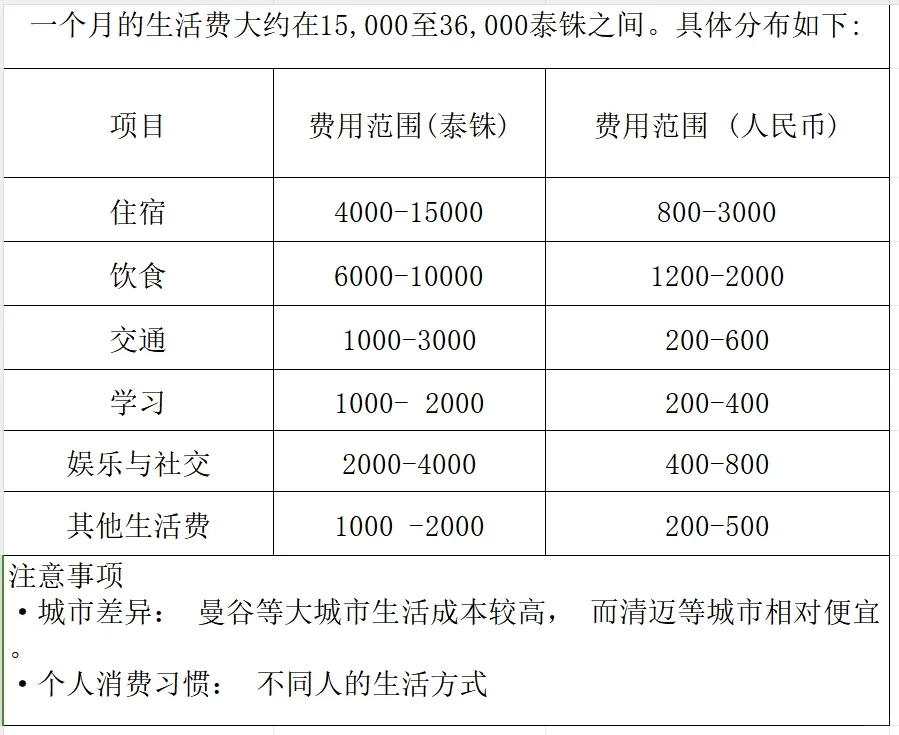 一个月的生活费大约在15,000至36,000泰铢之间。具体分布如下:
项目 费用范围(泰铢) 费用范围 (人民币)
住宿 4000-15000 800-3000
饮食 6000-10000 1200-2000
交通 1000-3000 200-600
学习 1000- 2000 200-400
娱乐与社交 2000-4000 400-800
其他生活费 1000 -2000 200-500
注意事项
•城市差异: 曼谷等大城市生活成本较高, 而清迈等城市相对便宜
。
•个人消费习惯: 不同人的生活方式